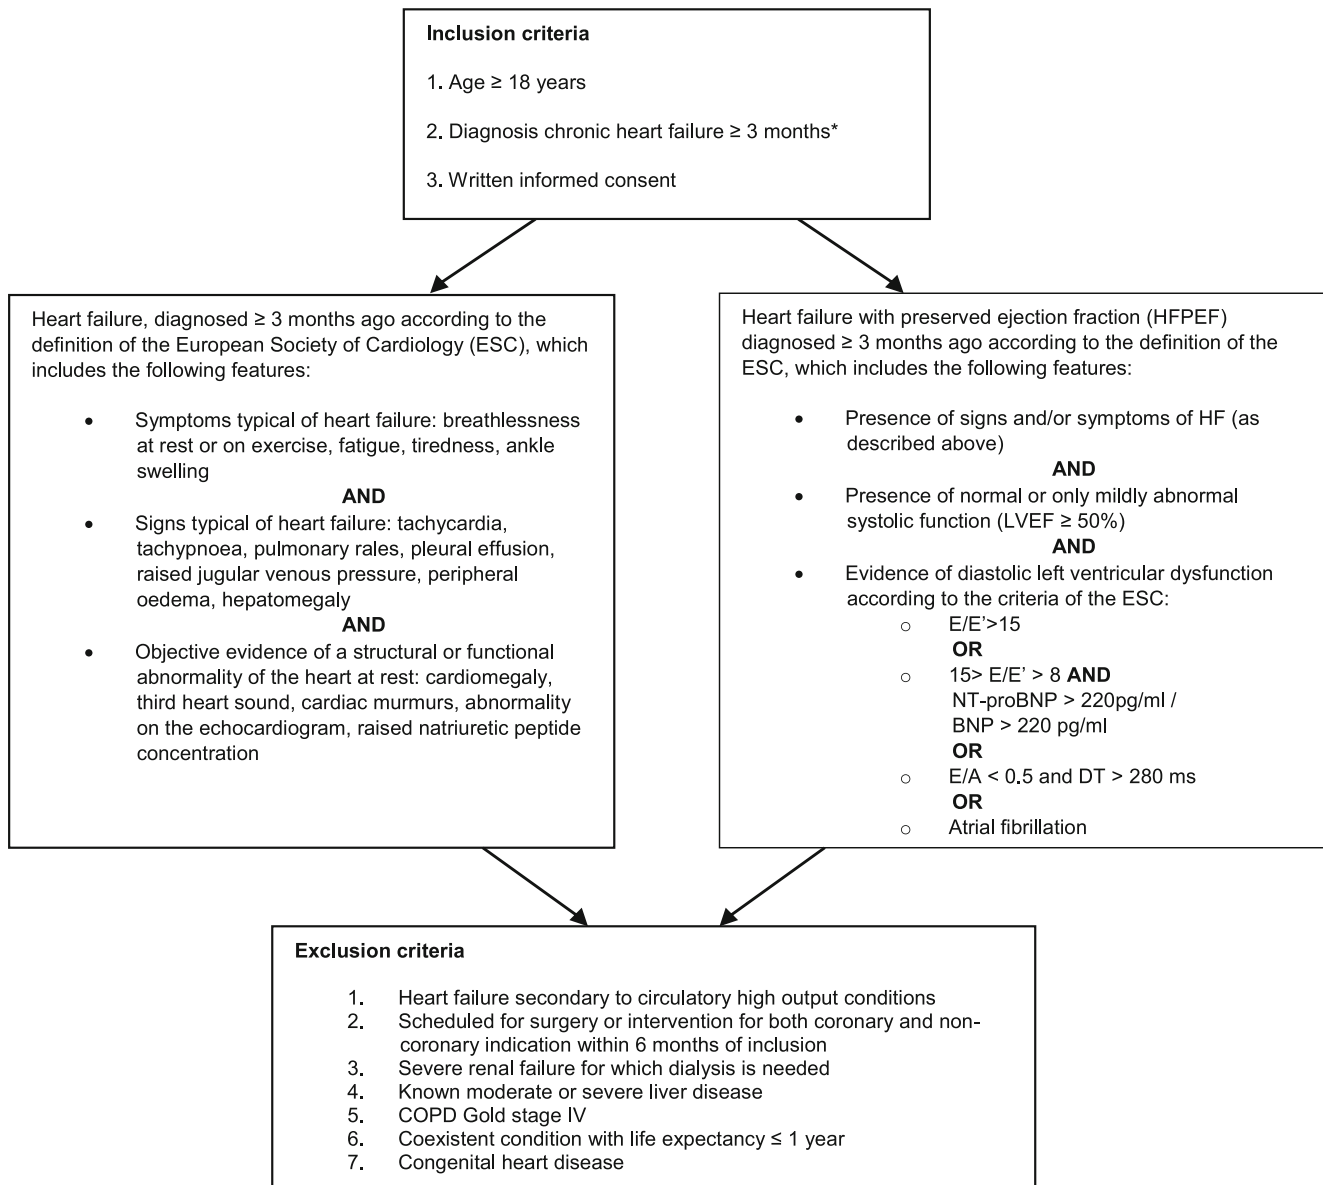 Inclusion criteria
1. Age ≥ 18 years
2. Diagnosis chronic heart failure ≥ 3 months*
3. Written informed consent
Heart failure, diagnosed ≥ 3 months ago according to the
definition of the European Society of Cardiology (ESC), which
includes the following features:
• Symptoms typical of heart failure: breathlessness
at rest or on exercise, fatigue, tiredness, ankle
swelling
AND
• Signs typical of heart failure: tachycardia,
tachypnoea, pulmonary rales, pleural effusion,
raised jugular venous pressure, peripheral
oedema, hepatomegaly
AND
• Objective evidence of a structural or functional
abnormality of the heart at rest: cardiomegaly,
third heart sound, cardiac murmurs, abnormality
on the echocardiogram, raised natriuretic peptide
concentration
Heart failure with preserved ejection fraction (HFPEF)
diagnosed ≥ 3 months ago according to the definition of the
ESC, which includes the following features:
• Presence of signs and/or symptoms of HF (as
described above)
AND
• Presence of normal or only mildly abnormal
systolic function (LVEF ≥ 50%)
AND
• Evidence of diastolic left ventricular dysfunction
according to the criteria of the ESC:
○ E/E’>15
OR
○ 15> E/E’ > 8 AND
NT-proBNP > 220pg/ml /
BNP > 220 pg/ml
OR
○ E/A < 0.5 and DT > 280 ms
OR
○ Atrial fibrillation
Exclusion criteria
1. Heart failure secondary to circulatory high output conditions
2. Scheduled for surgery or intervention for both coronary and non-
coronary indication within 6 months of inclusion
3. Severe renal failure for which dialysis is needed
4. Known moderate or severe liver disease
5. COPD Gold stage IV
6. Coexistent condition with life expectancy ≤ 1 year
7. Congenital heart disease